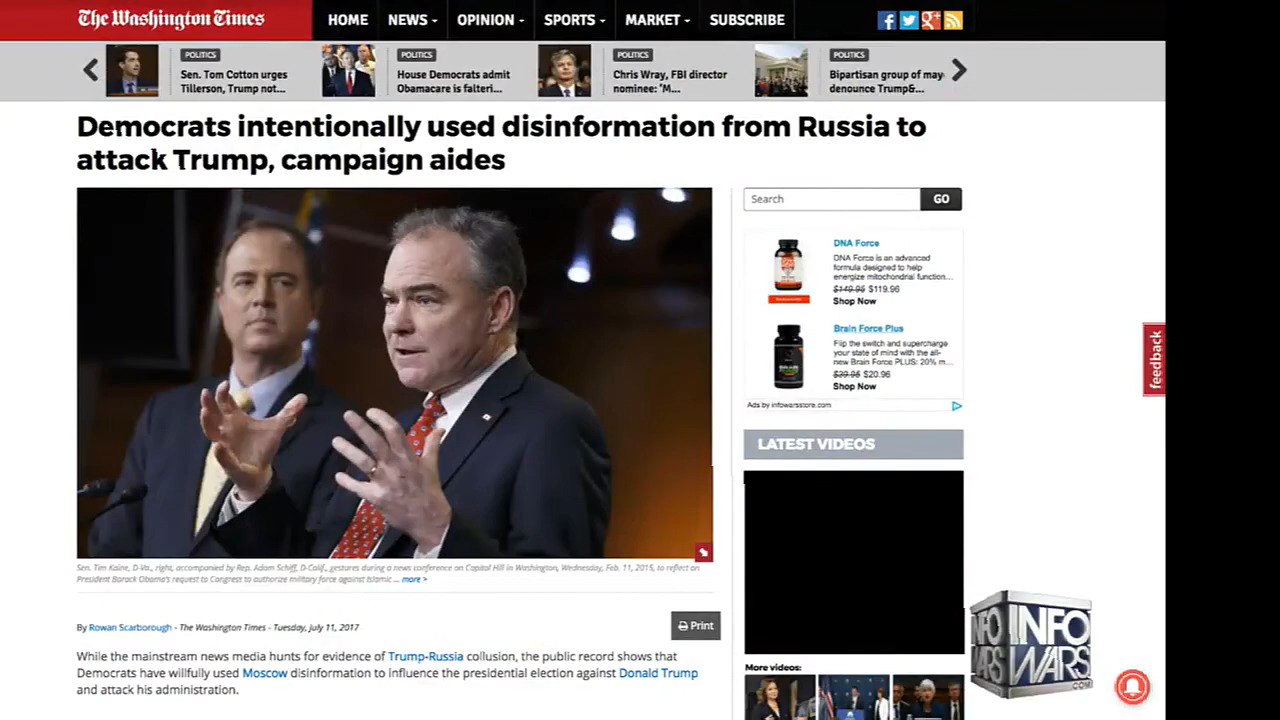 The Washington Times
HOME NEWS OPINION SPORTS MARKET SUBSCRIBE
POLITICS
Sen. Tom Cotton urges
Tillerson, Trump not...
POLITICS
House Democrats admit
Obamacare is falteri...
POLITICS
Chris Wray, FBI director
nominee: 'M...
POLITICS
Bipartisan group of may
denounce Trump&...
Democrats intentionally used disinformation from Russia to
attack Trump, campaign aides
Search GO
DNA Force
DNA Force is an advanced
formula designed to help
energize mitochondrial function...
$149.95 $119.96
Shop Now
Brain Force Plus
Flip the switch and supercharge
your state of mind with the all-
new Brain Force PLUS: 20% m...
$39.95 $20.96
Shop Now
Ads by infowarsstore.com
feedback
LATEST VIDEOS
Sen. Tim Kaine, D-Va., right, accompanied by Rep. Adam Schiff, D-Calif., gestures during a news conference on Capitol Hill in Washington, Wednesday, Feb. 11, 2015, to reflect on
President Barack Obama's request to Congress to authorize military force against Islamic ... more >
By Rowan Scarborough - The Washington Times - Tuesday, July 11, 2017
Print
While the mainstream news media hunts for evidence of Trump-Russia collusion, the public record shows that
Democrats have willfully used Moscow disinformation to influence the presidential election against Donald Trump
and attack his administration.
More videos:
INFO
WARS
.COM